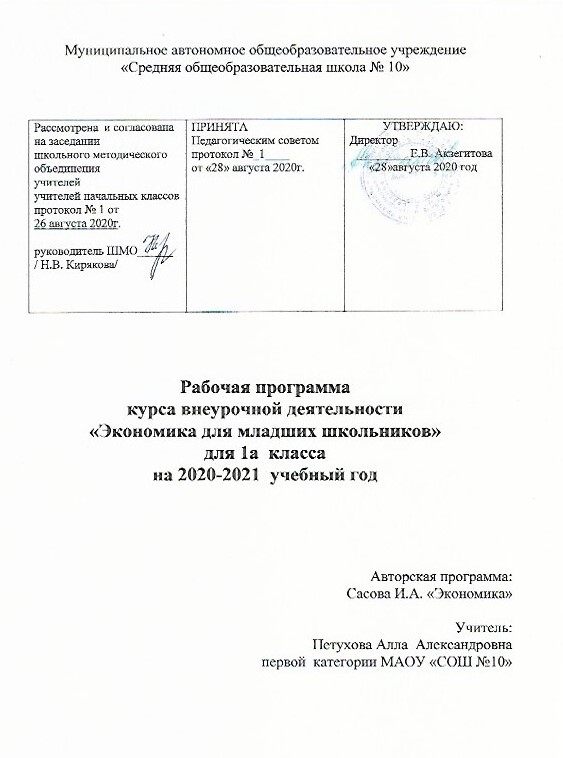 Муниципальное автономное общеобразовательное учреждение
«Средняя общеобразовательная школа № 10»
Рассмотрена и согласована
на заседании
школьного методического
объединения
учителей
учителей начальных классов
протокол № 1 от
26 августа 2020г.
руководитель ШМО
/ Н.В. Кирякова/
ПРИНЯТА
Педагогическим советом
протокол №_1____
от «28» августа 2020г.
УТВЕРЖДАЮ:
Директор
Е.В. Акзегитова
«28»августа 2020 год
Рабочая программа
курса внеурочной деятельности
«Экономика для младших школьников»
для 1а класса
на 2020-2021 учебный год
Авторская программа:
Сасова И.А. «Экономика»
Учитель:
Петухова Алла Александровна
первой категории МАОУ «СОШ №10»